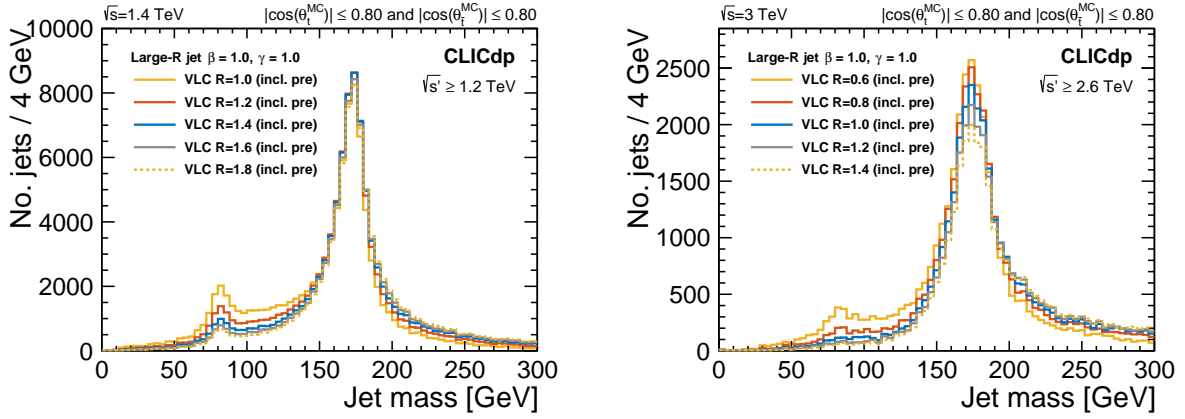 √s=1.4 TeV |cos(θ_t^MC)| ≤ 0.80 and |cos(θ_t̄^MC)| ≤ 0.80
No. jets / 4 GeV
10000
8000
6000
4000
2000
0
Large-R jet β = 1.0, γ = 1.0
VLC R=1.0 (incl. pre)
VLC R=1.2 (incl. pre)
VLC R=1.4 (incl. pre)
VLC R=1.6 (incl. pre)
VLC R=1.8 (incl. pre)
CLICdp
√s' ≥ 1.2 TeV
0 50 100 150 200 250 300
Jet mass [GeV]
√s=3 TeV |cos(θ_t^MC)| ≤ 0.80 and |cos(θ_t̄^MC)| ≤ 0.80
No. jets / 4 GeV
2500
2000
1500
1000
500
0
Large-R jet β = 1.0, γ = 1.0
VLC R=0.6 (incl. pre)
VLC R=0.8 (incl. pre)
VLC R=1.0 (incl. pre)
VLC R=1.2 (incl. pre)
VLC R=1.4 (incl. pre)
CLICdp
√s' ≥ 2.6 TeV
0 50 100 150 200 250 300
Jet mass [GeV]